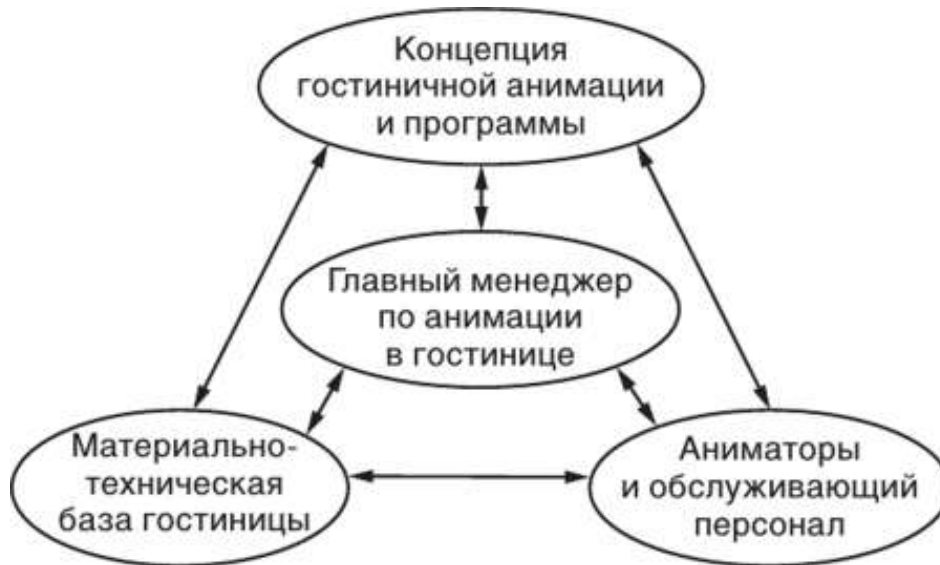 Концепция
гостиничной анимации
и программы
Главный менеджер
по анимации
в гостинице
Материально-
техническая
база гостиницы
Аниматоры
и обслуживающий
персонал